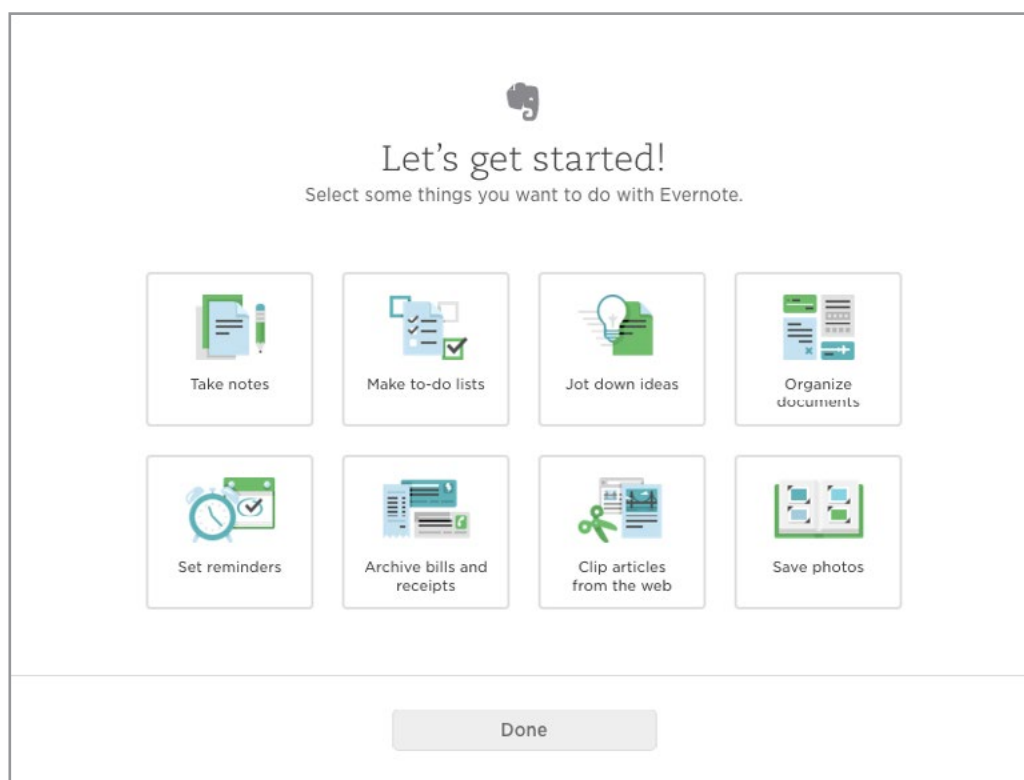 Let's get started!
Select some things you want to do with Evernote.
Take notes
Make to-do lists
Jot down ideas
Organize
documents
Set reminders
Archive bills and
receipts
Clip articles
from the web
Save photos
Done